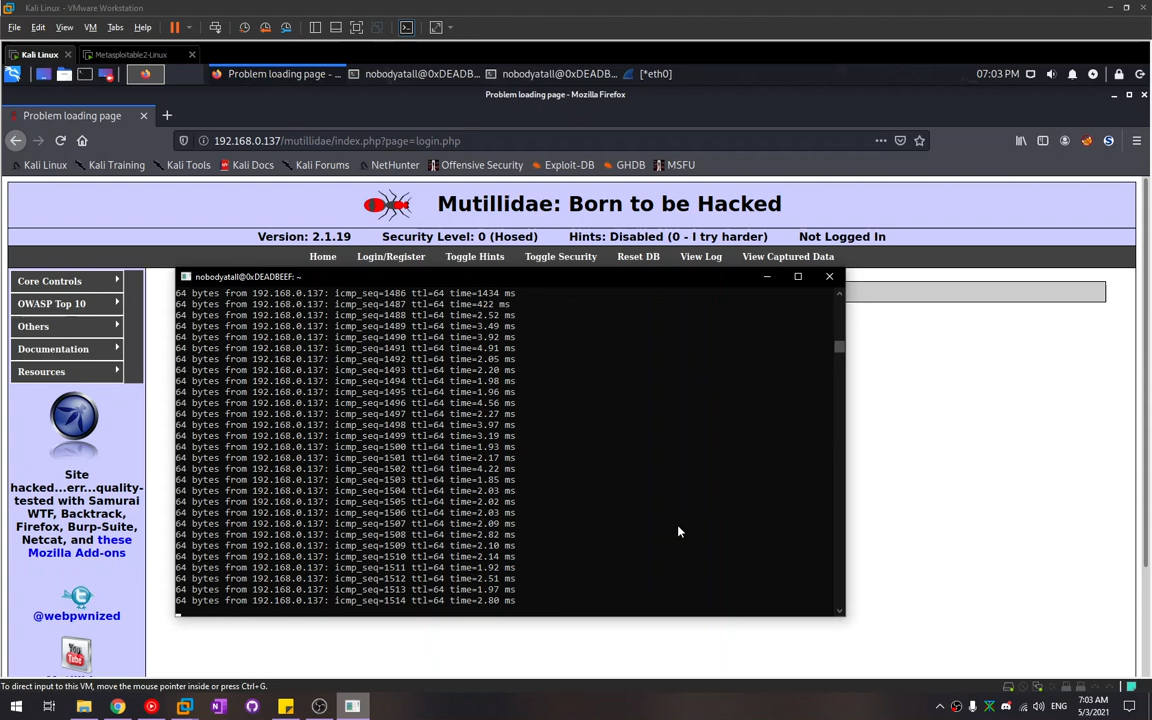 Kali Linux - VMware Workstation
File Edit View VM Tabs Help
Kali Linux Metasploitable2-Linux
Problem loading page - ... nobodyatall@0xDEADB... nobodyatall@0xDEADB... [*eth0] 07:03 PM
Problem loading page - Mozilla Firefox
Problem loading page
192.168.0.137/mutillidae/index.php?page=login.php
Kali Linux Kali Training Kali Tools Kali Docs Kali Forums NetHunter Offensive Security Exploit-DB GHDB MSFU
Mutillidae: Born to be Hacked
Version: 2.1.19 Security Level: 0 (Hosed) Hints: Disabled (0 - I try harder) Not Logged In
Home Login/Register Toggle Hints Toggle Security Reset DB View Log View Captured Data
Core Controls
OWASP Top 10
Others
Documentation
Resources
Site
hacked...err...quality-
tested with Samurai
WTF, Backtrack,
Firefox, Burp-Suite,
Netcat, and these
Mozilla Add-ons
@webpwnized
You
Tube
nobodyatall@0xDEADBEEF: ~
64 bytes from 192.168.0.137: icmp_seq=1486 ttl=64 time=1434 ms
64 bytes from 192.168.0.137: icmp_seq=1487 ttl=64 time=422 ms
64 bytes from 192.168.0.137: icmp_seq=1488 ttl=64 time=2.52 ms
64 bytes from 192.168.0.137: icmp_seq=1489 ttl=64 time=3.49 ms
64 bytes from 192.168.0.137: icmp_seq=1490 ttl=64 time=3.92 ms
64 bytes from 192.168.0.137: icmp_seq=1491 ttl=64 time=4.91 ms
64 bytes from 192.168.0.137: icmp_seq=1492 ttl=64 time=2.05 ms
64 bytes from 192.168.0.137: icmp_seq=1493 ttl=64 time=2.20 ms
64 bytes from 192.168.0.137: icmp_seq=1494 ttl=64 time=1.98 ms
64 bytes from 192.168.0.137: icmp_seq=1495 ttl=64 time=1.96 ms
64 bytes from 192.168.0.137: icmp_seq=1496 ttl=64 time=4.56 ms
64 bytes from 192.168.0.137: icmp_seq=1497 ttl=64 time=2.27 ms
64 bytes from 192.168.0.137: icmp_seq=1498 ttl=64 time=3.97 ms
64 bytes from 192.168.0.137: icmp_seq=1499 ttl=64 time=3.19 ms
64 bytes from 192.168.0.137: icmp_seq=1500 ttl=64 time=1.93 ms
64 bytes from 192.168.0.137: icmp_seq=1501 ttl=64 time=2.17 ms
64 bytes from 192.168.0.137: icmp_seq=1502 ttl=64 time=4.22 ms
64 bytes from 192.168.0.137: icmp_seq=1503 ttl=64 time=1.85 ms
64 bytes from 192.168.0.137: icmp_seq=1504 ttl=64 time=2.03 ms
64 bytes from 192.168.0.137: icmp_seq=1505 ttl=64 time=2.02 ms
64 bytes from 192.168.0.137: icmp_seq=1506 ttl=64 time=2.03 ms
64 bytes from 192.168.0.137: icmp_seq=1507 ttl=64 time=2.09 ms
64 bytes from 192.168.0.137: icmp_seq=1508 ttl=64 time=2.82 ms
64 bytes from 192.168.0.137: icmp_seq=1509 ttl=64 time=2.10 ms
64 bytes from 192.168.0.137: icmp_seq=1510 ttl=64 time=2.14 ms
64 bytes from 192.168.0.137: icmp_seq=1511 ttl=64 time=1.92 ms
64 bytes from 192.168.0.137: icmp_seq=1512 ttl=64 time=2.51 ms
64 bytes from 192.168.0.137: icmp_seq=1513 ttl=64 time=1.97 ms
64 bytes from 192.168.0.137: icmp_seq=1514 ttl=64 time=2.80 ms
To direct input to this VM, move the mouse pointer inside or press Ctrl+G.
ENG
7:03 AM
5/3/2021